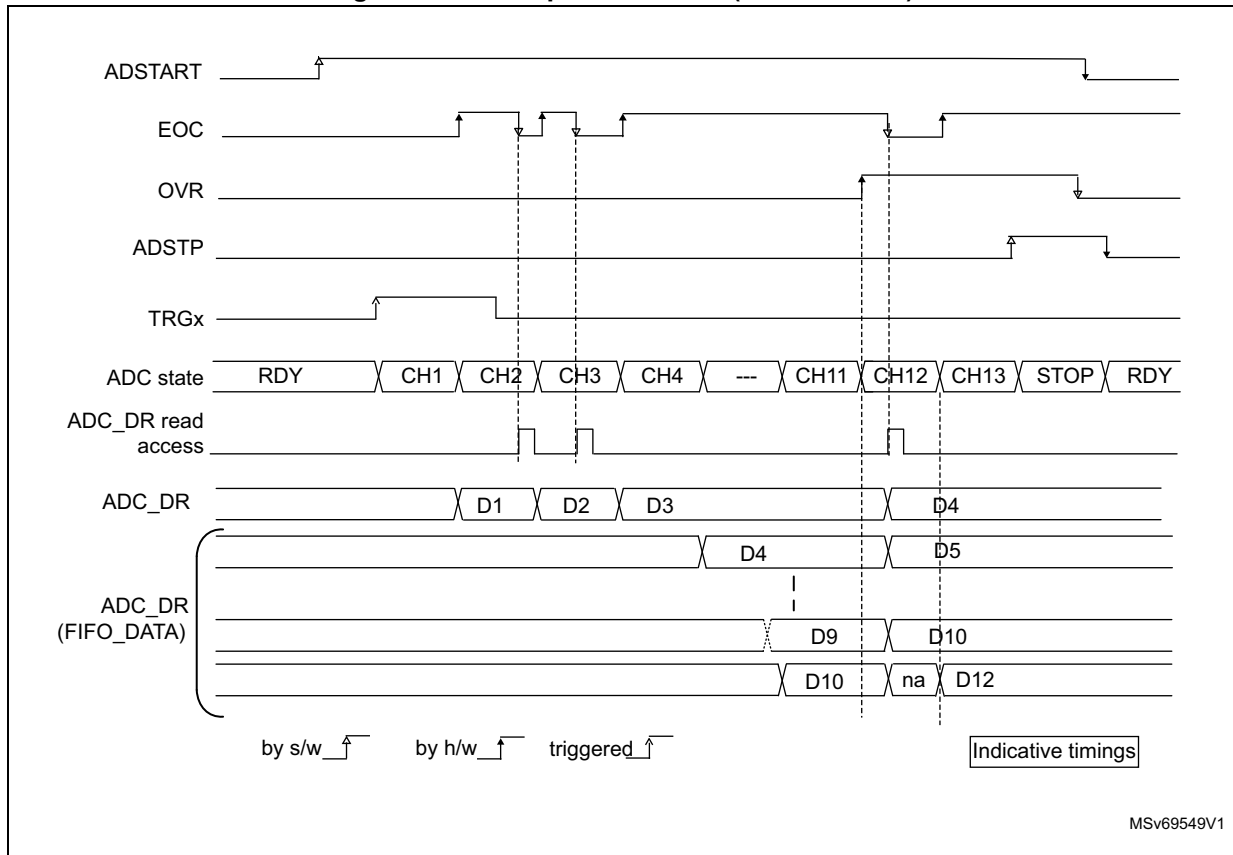 ADSTART
EOC
OVR
ADSTP
TRGx
ADC state RDY CH1 CH2 CH3 CH4 --- CH11 CH12 CH13 STOP RDY
ADC_DR read
access
ADC_DR D1 D2 D3 D4
D4 D5
ADC_DR
(FIFO_DATA)
D9 D10
D10 na D12
by s/w by h/w triggered Indicative timings
MSv69549V1